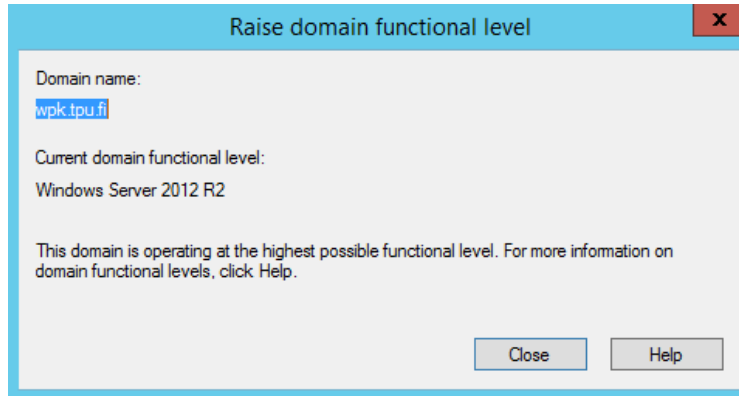 Raise domain functional level
x
Domain name:
wpk.tpu.fi
Current domain functional level:
Windows Server 2012 R2
This domain is operating at the highest possible functional level. For more information on
domain functional levels, click Help.
Close Help